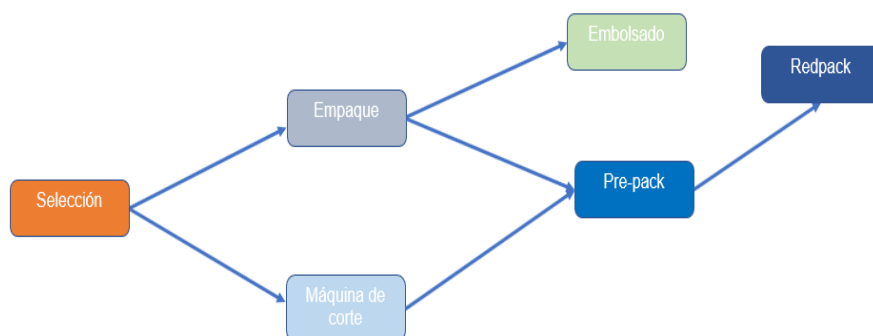 Embolsado
Redpack
Empaque
Pre-pack
Selección
Máquina de
corte